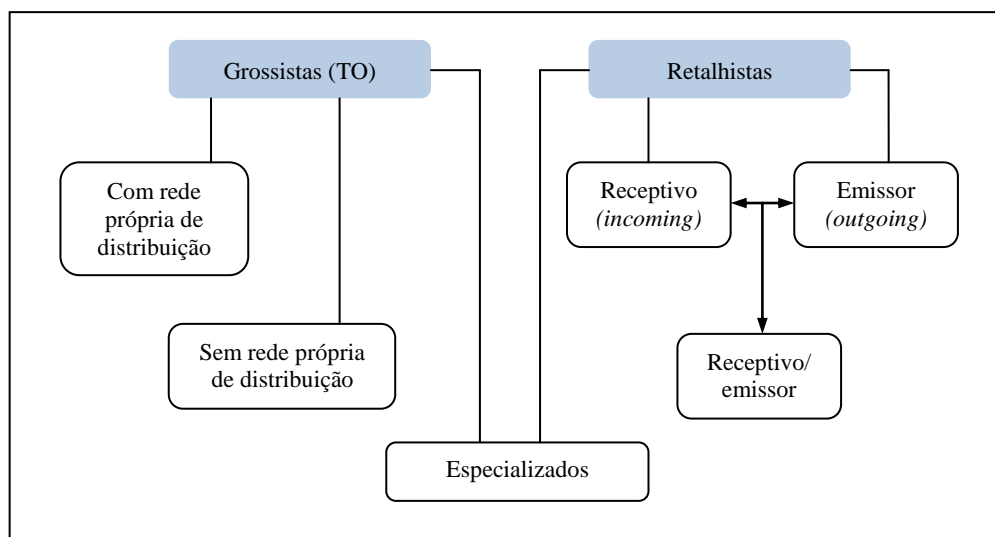 Grossistas (TO)
Retalhistas
Com rede
própria de
distribuição
Receptivo
(incoming)
Emissor
(outgoing)
Sem rede própria
de distribuição
Receptivo/
emissor
Especializados